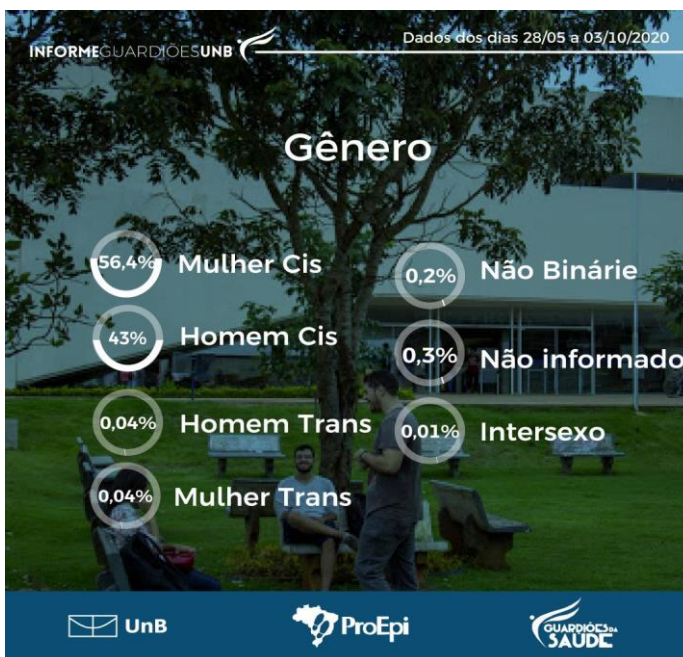 INFORMEGUARDIÕESUNB
Dados dos dias 28/05 a 03/10/2020
Gênero
56,4% Mulher Cis
43% Homem Cis
0,04% Homem Trans
0,04% Mulher Trans
0,2% Não Binárie
0,3% Não informado
0,01% Intersexo
UnB
ProEpi
GUARDIÕES DA
SAÚDE